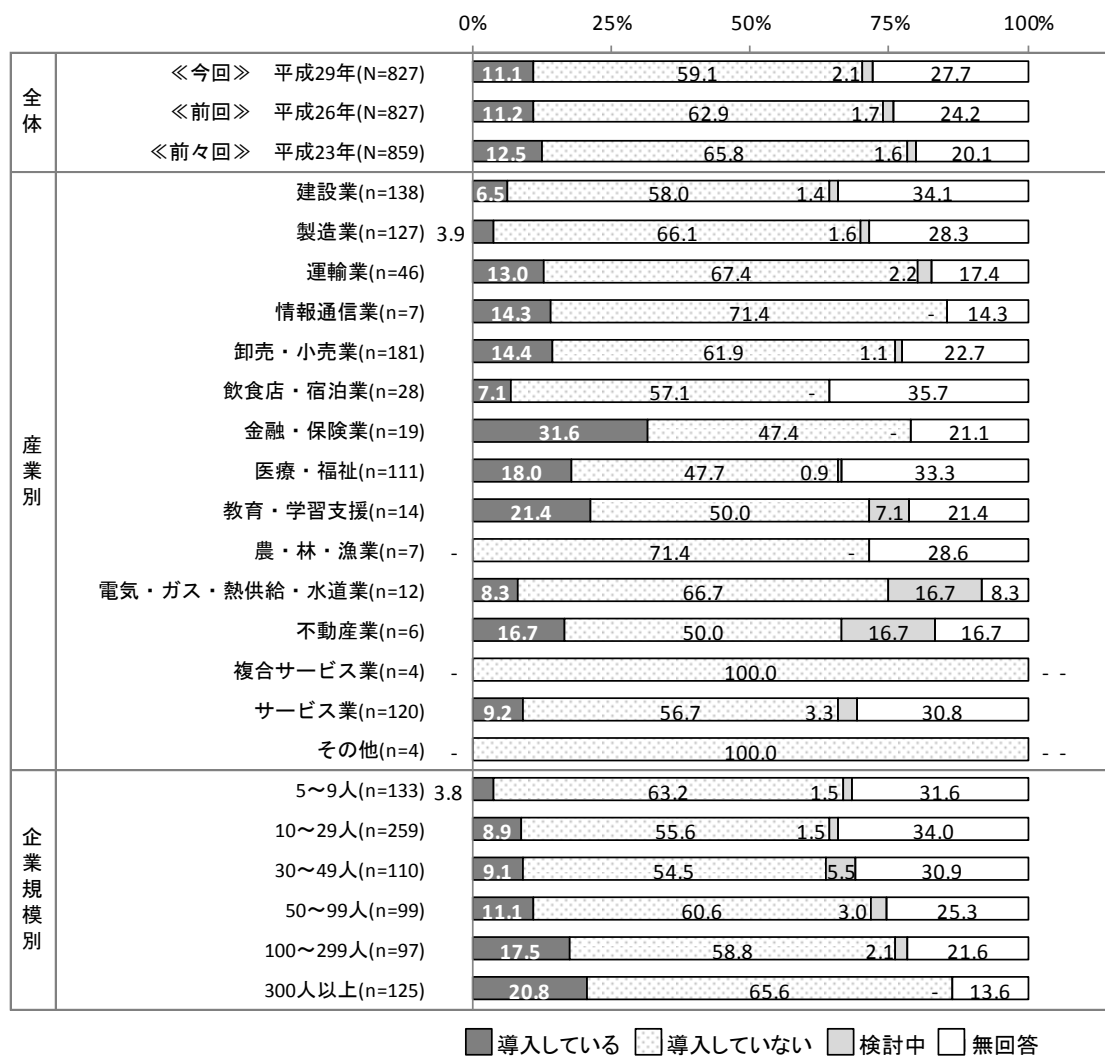 0% 25% 50% 75% 100%
全体
≪今回≫ 平成29年(N=827) 11.1 59.1 2.1 27.7
≪前回≫ 平成26年(N=827) 11.2 62.9 1.7 24.2
≪前々回≫ 平成23年(N=859) 12.5 65.8 1.6 20.1
産業別
建設業(n=138) 6.5 58.0 1.4 34.1
製造業(n=127) 3.9 66.1 1.6 28.3
運輸業(n=46) 13.0 67.4 2.2 17.4
情報通信業(n=7) 14.3 71.4 - 14.3
卸売・小売業(n=181) 14.4 61.9 1.1 22.7
飲食店・宿泊業(n=28) 7.1 57.1 - 35.7
金融・保険業(n=19) 31.6 47.4 - 21.1
医療・福祉(n=111) 18.0 47.7 0.9 33.3
教育・学習支援(n=14) 21.4 50.0 7.1 21.4
農・林・漁業(n=7) - 71.4 - 28.6
電気・ガス・熱供給・水道業(n=12) 8.3 66.7 16.7 8.3
不動産業(n=6) 16.7 50.0 16.7 16.7
複合サービス業(n=4) - 100.0 - -
サービス業(n=120) 9.2 56.7 3.3 30.8
その他(n=4) - 100.0 - -
企業規模別
5～9人(n=133) 3.8 63.2 1.5 31.6
10～29人(n=259) 8.9 55.6 1.5 34.0
30～49人(n=110) 9.1 54.5 5.5 30.9
50～99人(n=99) 11.1 60.6 3.0 25.3
100～299人(n=97) 17.5 58.8 2.1 21.6
300人以上(n=125) 20.8 65.6 - 13.6
導入している 導入していない 検討中 無回答